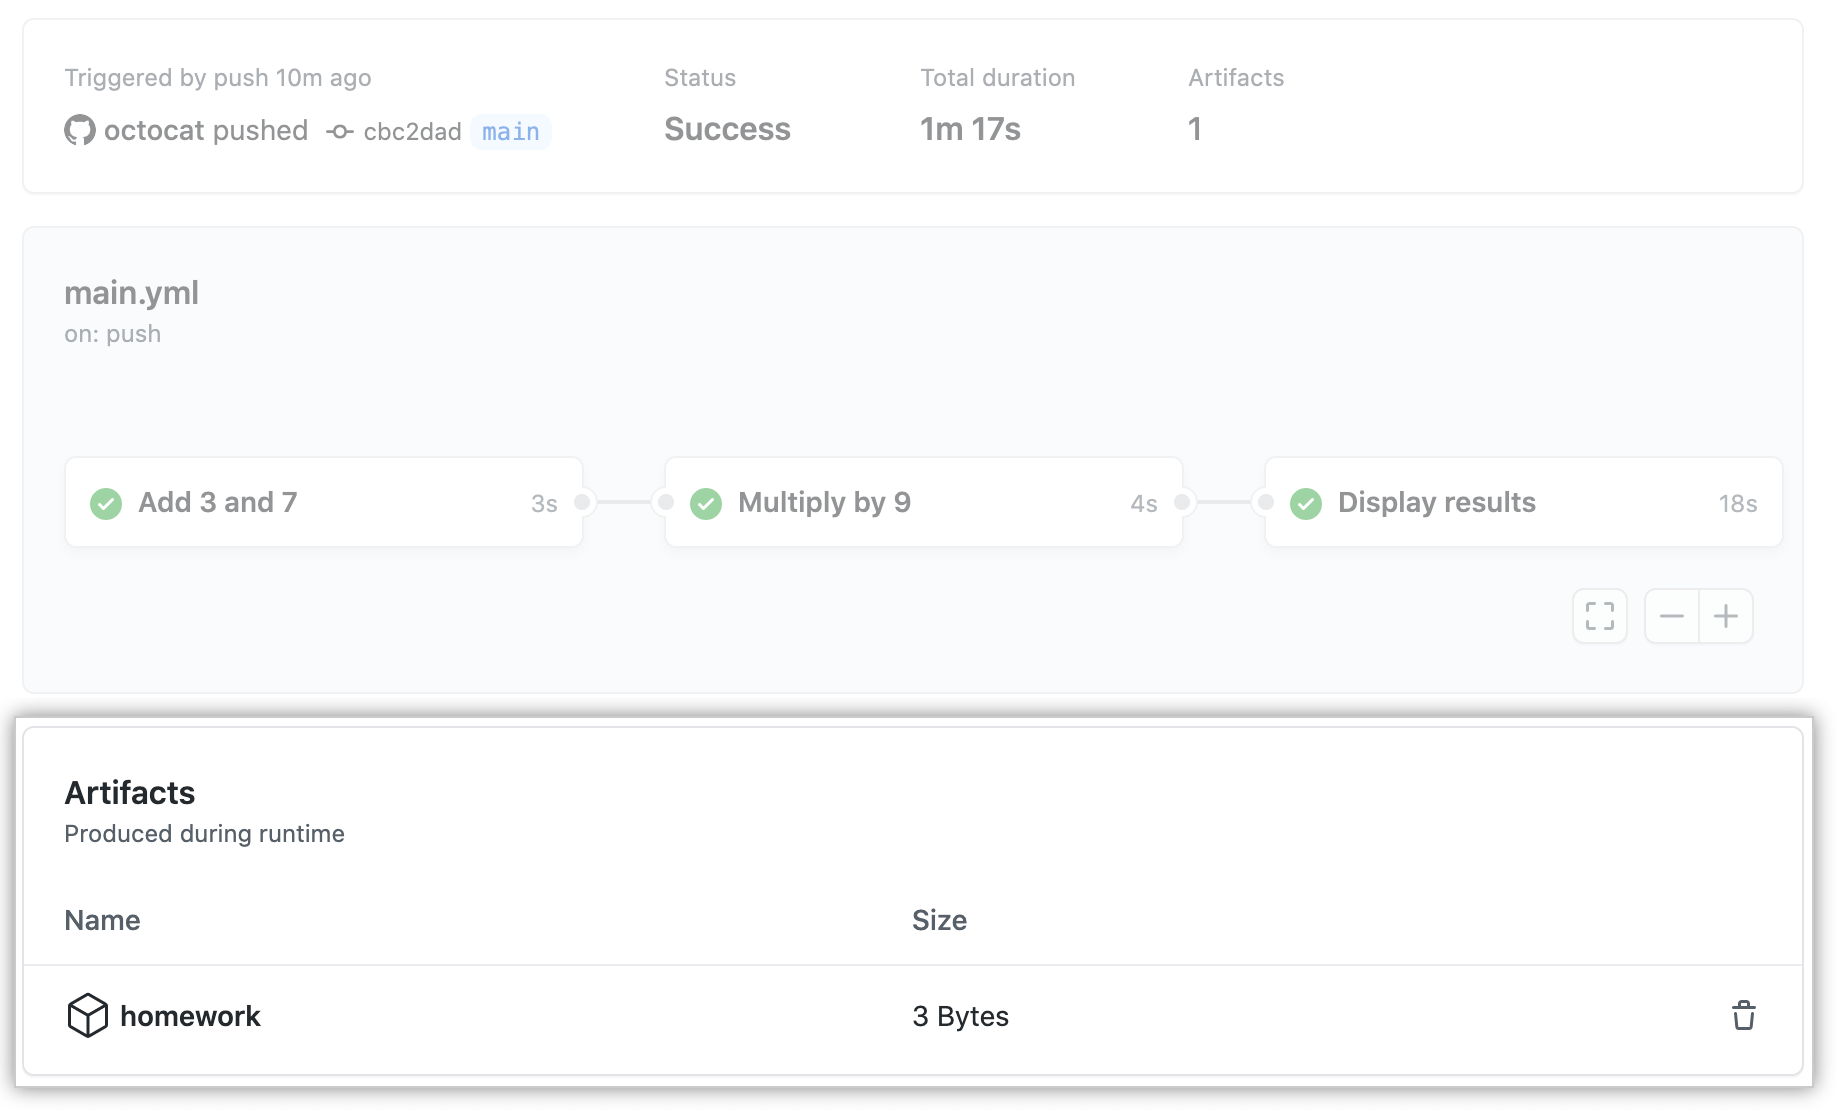 Triggered by push 10m ago
octocat pushed cbc2dad main
Status
Success
Total duration
1m 17s
Artifacts
1
main.yml
on: push
Add 3 and 7 3s
Multiply by 9 4s
Display results 18s
Artifacts
Produced during runtime
Name Size
homework 3 Bytes